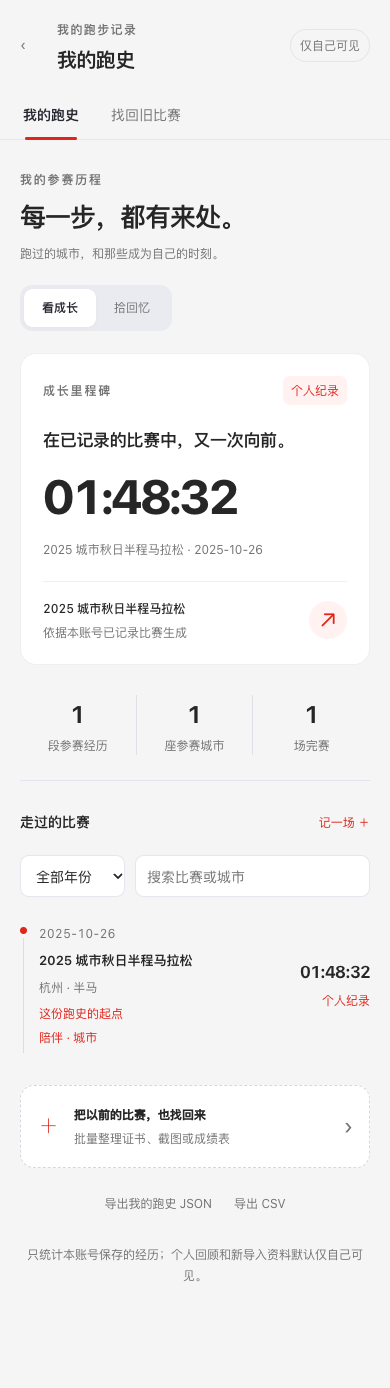 ‹
我的跑步记录
我的跑史
仅自己可见
我的跑史
找回旧比赛
我的参赛历程
每一步，都有来处。
跑过的城市，和那些成为自己的时刻。
看成长
拾回忆
成长里程碑
个人纪录
在已记录的比赛中，又一次向前。
01:48:32
2025 城市秋日半程马拉松 · 2025-10-26
2025 城市秋日半程马拉松
依据本账号已记录比赛生成
1
段参赛经历
1
座参赛城市
1
场完赛
走过的比赛
记一场 ＋
全部年份
搜索比赛或城市
2025-10-26
2025 城市秋日半程马拉松
杭州 · 半马
这份跑史的起点
陪伴 · 城市
01:48:32
个人纪录
＋
把以前的比赛，也找回来
批量整理证书、截图或成绩表
›
导出我的跑史 JSON
导出 CSV
只统计本账号保存的经历；个人回顾和新导入资料默认仅自己可
见。